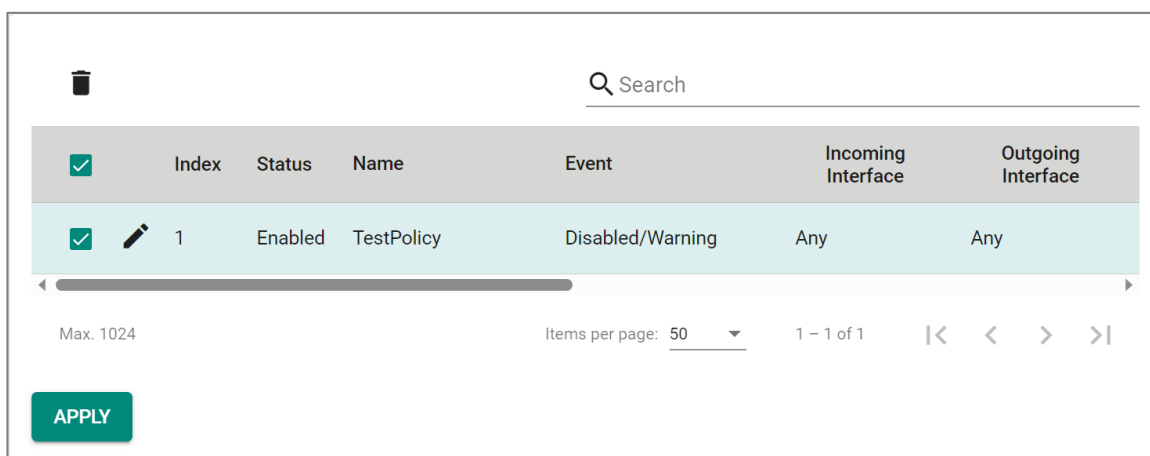 Search
Index Status Name Event Incoming Interface Outgoing Interface
1 Enabled TestPolicy Disabled/Warning Any Any
Max. 1024 Items per page: 50 1 – 1 of 1
APPLY